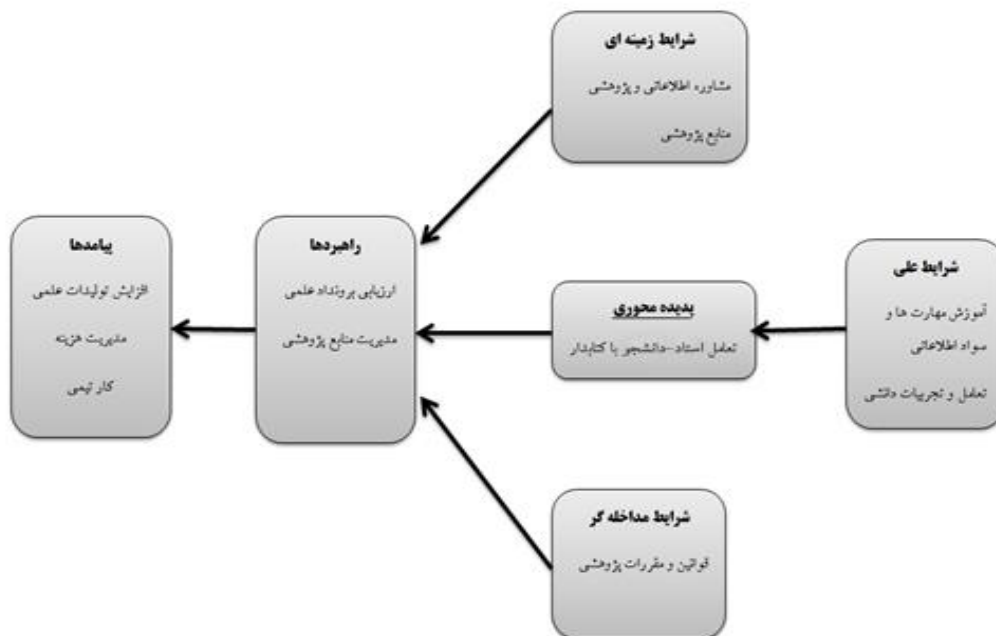 شرایط زمینه ای
مشاوره اطلاعاتی و پژوهشی
منابع پژوهشی
شرایط علی
آموزش مهارت ها و
سواد اطلاعاتی
تعامل و تجربیات دانشی
پدیده محوری
تعامل استاد-دانشجو با کتابدار
راهبردها
ارزیابی برونداد علمی
مدیریت منابع پژوهشی
پیامدها
افزایش تولیدات علمی
مدیریت هزینه
کار تیمی
شرایط مداخله گر
قوانین و مقررات پژوهشی